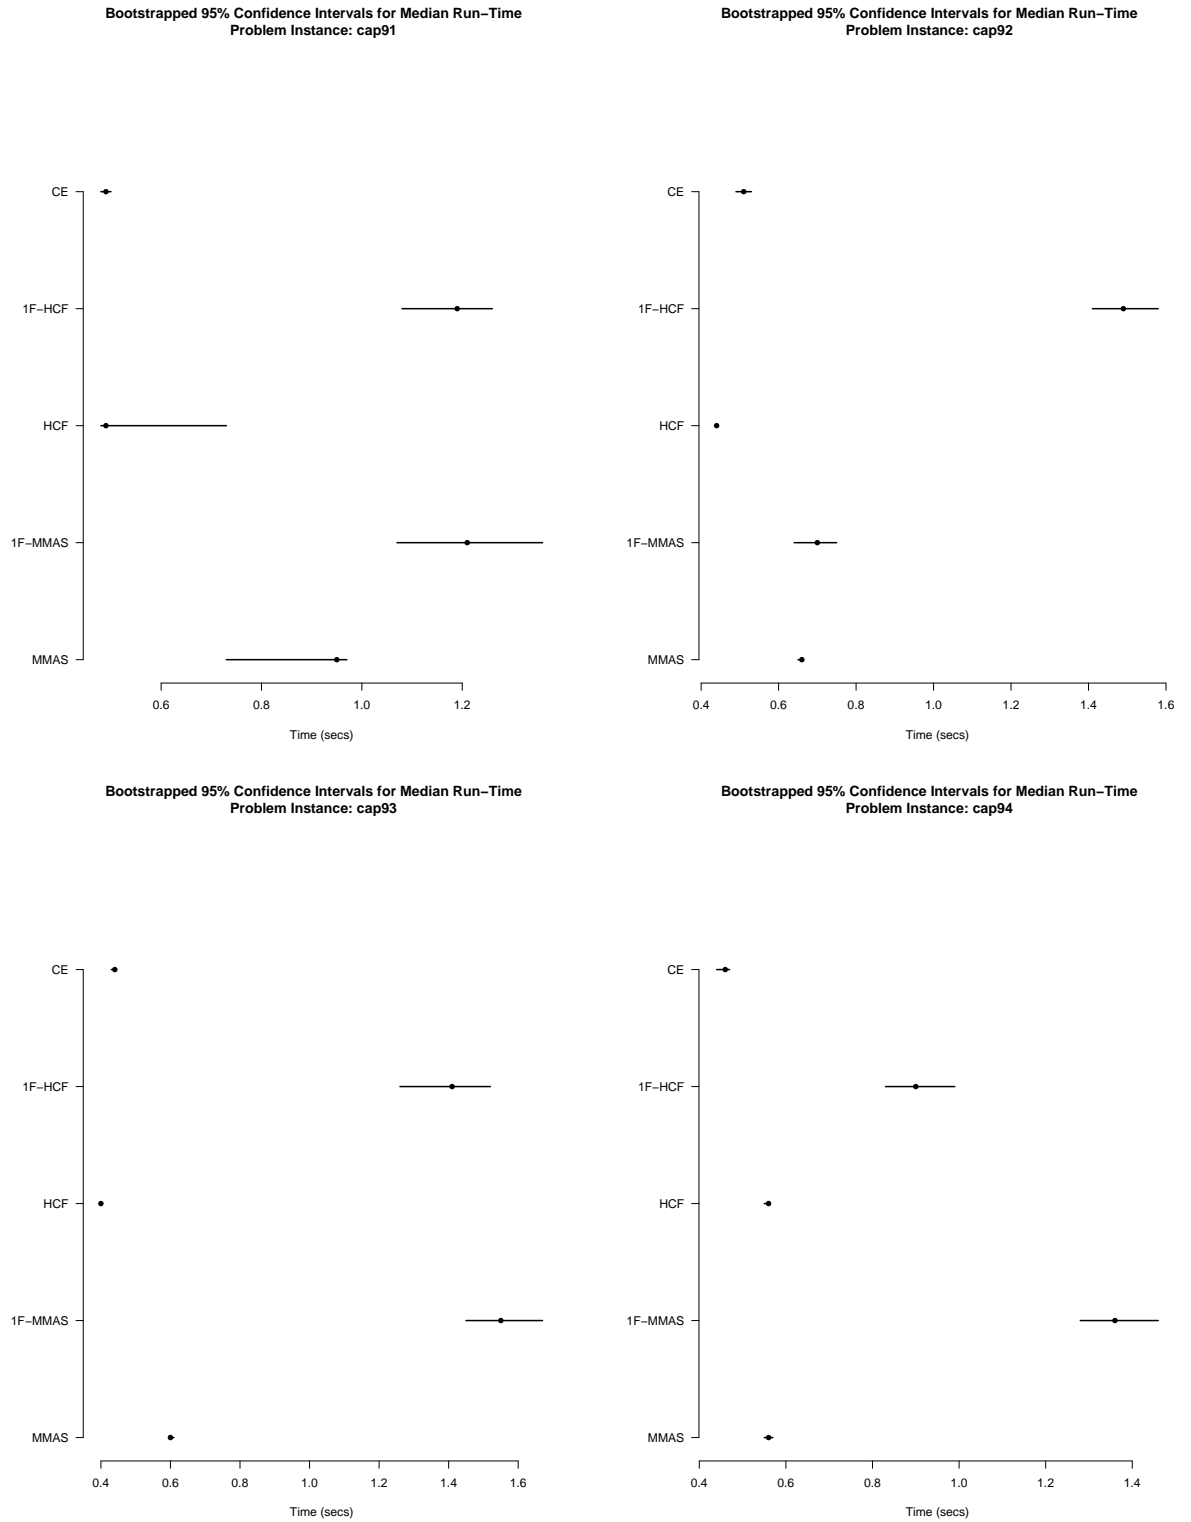 Bootstrapped 95% Confidence Intervals for Median Run−Time
Problem Instance: cap91
CE
1F−HCF
HCF
1F−MMAS
MMAS
0.6 0.8 1.0 1.2
Time (secs)
Bootstrapped 95% Confidence Intervals for Median Run−Time
Problem Instance: cap92
CE
1F−HCF
HCF
1F−MMAS
MMAS
0.4 0.6 0.8 1.0 1.2 1.4 1.6
Time (secs)
Bootstrapped 95% Confidence Intervals for Median Run−Time
Problem Instance: cap93
CE
1F−HCF
HCF
1F−MMAS
MMAS
0.4 0.6 0.8 1.0 1.2 1.4 1.6
Time (secs)
Bootstrapped 95% Confidence Intervals for Median Run−Time
Problem Instance: cap94
CE
1F−HCF
HCF
1F−MMAS
MMAS
0.4 0.6 0.8 1.0 1.2 1.4
Time (secs)